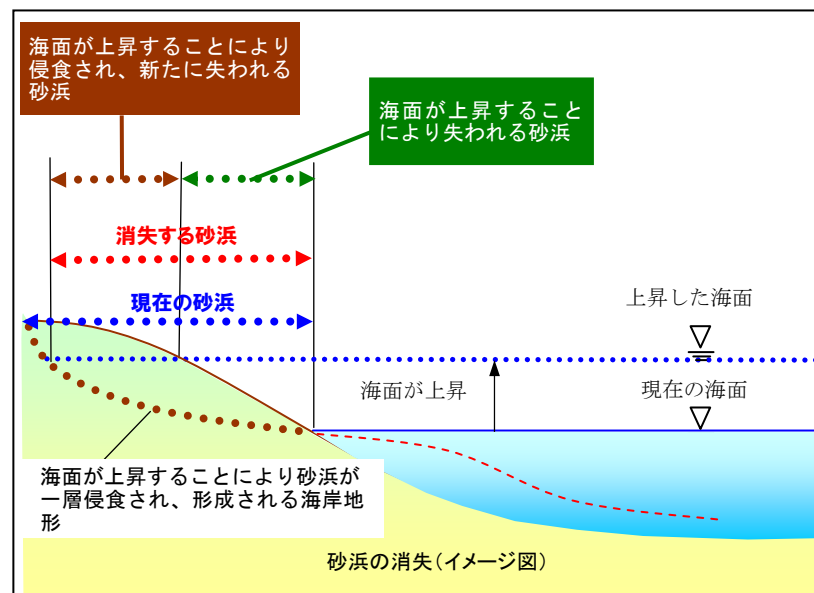 海面が上昇することにより
侵食され、新たに失われる
砂浜
海面が上昇すること
により失われる砂浜
消失する砂浜
現在の砂浜
上昇した海面
海面が上昇
現在の海面
海面が上昇することにより砂浜が
一層侵食され、形成される海岸地
形
砂浜の消失(イメージ図)